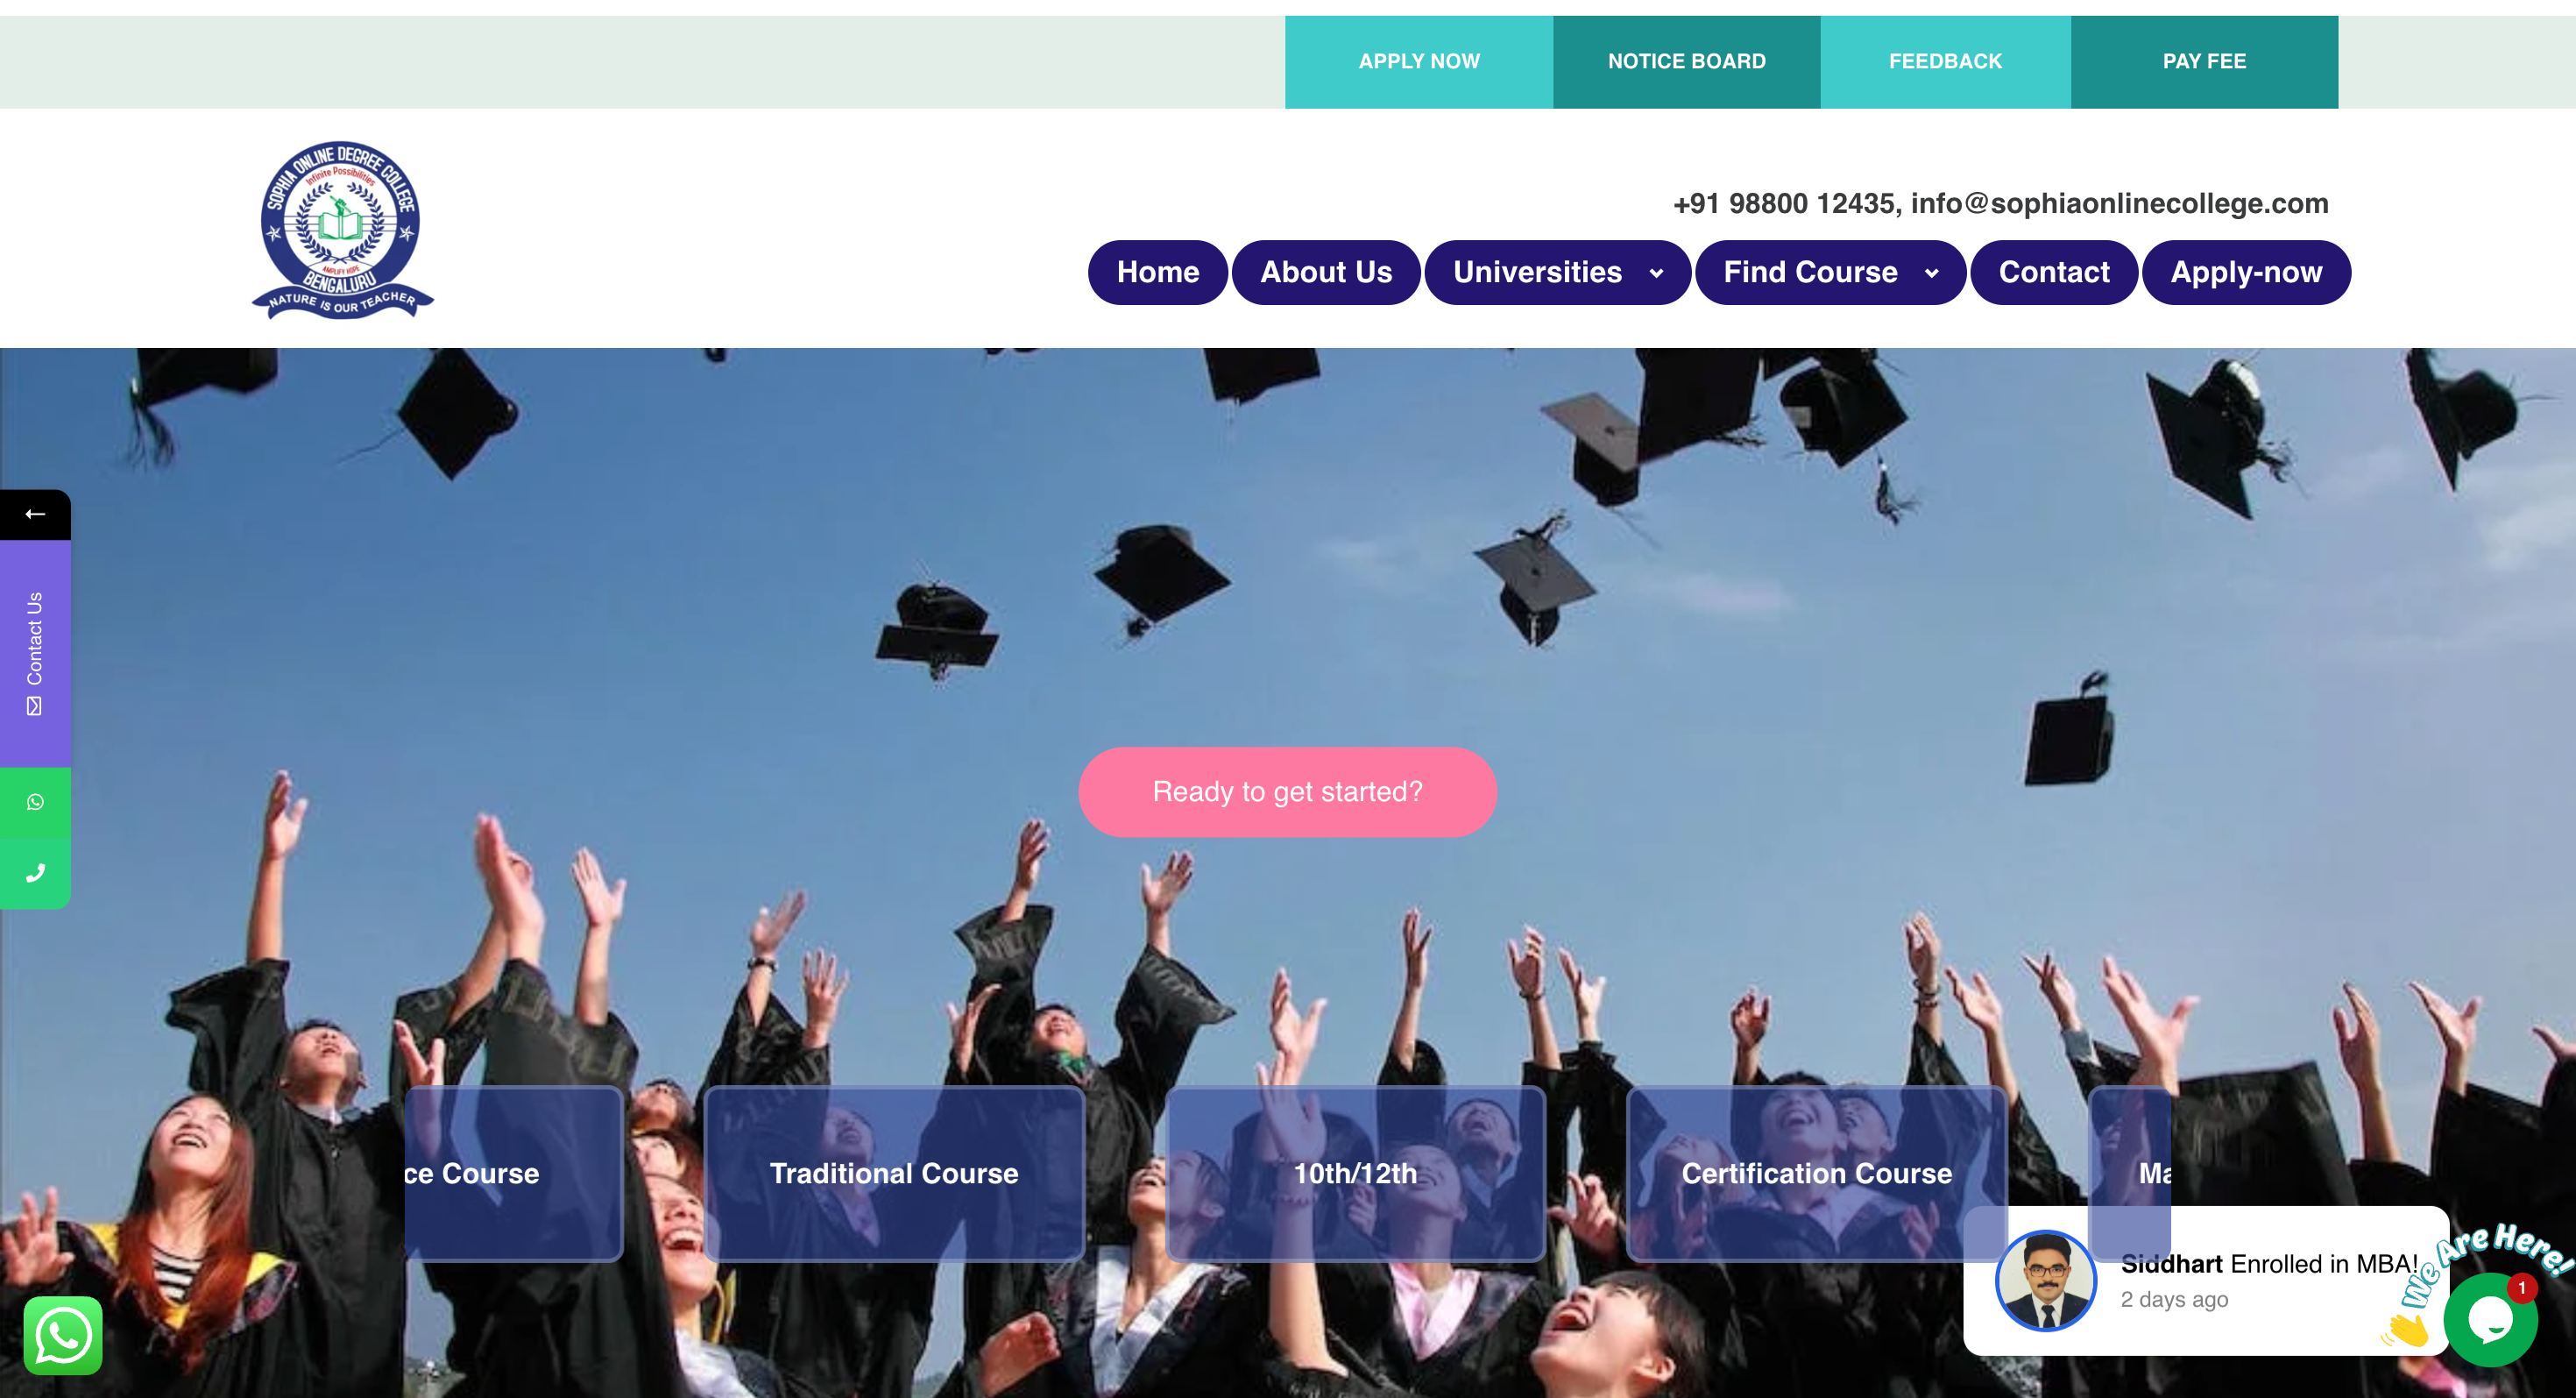 APPLY NOW
NOTICE BOARD
FEEDBACK
PAY FEE
SOPHIA ONLINE DEGREE COLLEGE
Infinite Possibilities
AMPLIFY HOPE
BENGALURU
NATURE IS OUR TEACHER
+91 98800 12435, info@sophiaonlinecollege.com
Home
About Us
Universities
Find Course
Contact
Apply-now
Contact Us
Ready to get started?
ce Course
Traditional Course
10th/12th
Certification Course
Ma
Siddhart Enrolled in MBA!
2 days ago
We Are Here!
1